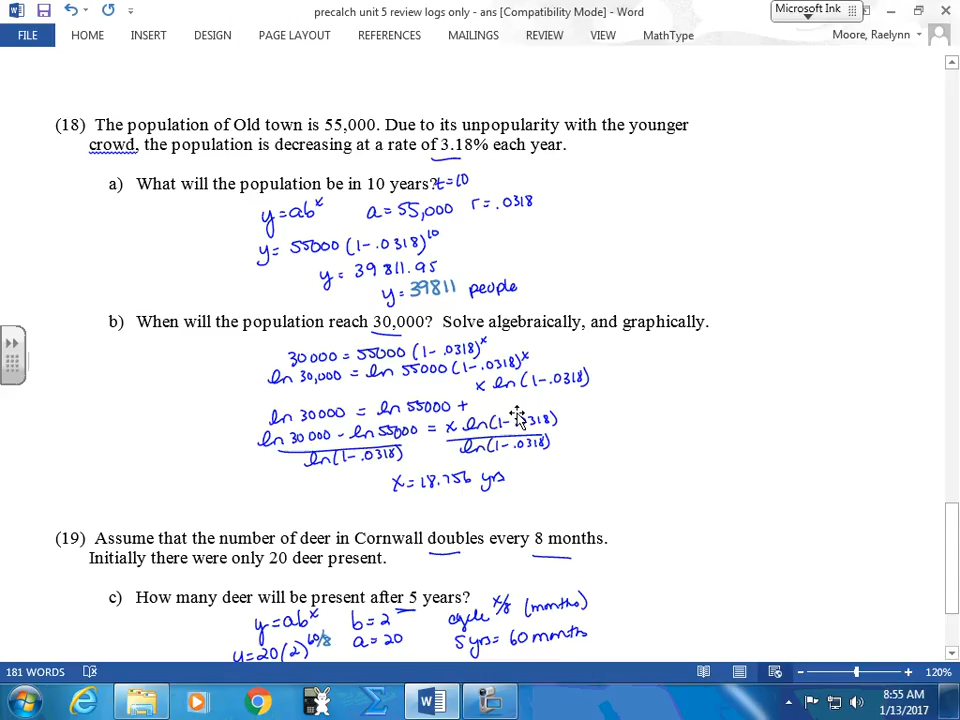 precalch unit 5 review logs only - ans [Compatibility Mode] - Word
Microsoft Ink
FILE HOME INSERT DESIGN PAGE LAYOUT REFERENCES MAILINGS REVIEW VIEW MathType Moore, Raelynn
(18) The population of Old town is 55,000. Due to its unpopularity with the younger
crowd, the population is decreasing at a rate of 3.18% each year.
a) What will the population be in 10 years? t=10
y=ab^x a=55,000 r=.0318
y= 55000 (1-.0318)^10
y= 39811.95
y= 39811 people
b) When will the population reach 30,000? Solve algebraically, and graphically.
30000 = 55000 (1-.0318)^x
ln 30,000 = ln 55000 (1-.0318)^x
x ln (1-.0318)
ln 30000 = ln 55000 +
ln 30000 - ln 55000 = x ln(1-.0318)
ln(1-.0318) ln(1-.0318)
x=18.756 yrs
(19) Assume that the number of deer in Cornwall doubles every 8 months.
Initially there were only 20 deer present.
c) How many deer will be present after 5 years?
y=ab^x b=2 cycle x/8 (months)
y=20(2)^60/8 a=20 5 yrs= 60 months
181 WORDS 120%
8:55 AM
1/13/2017